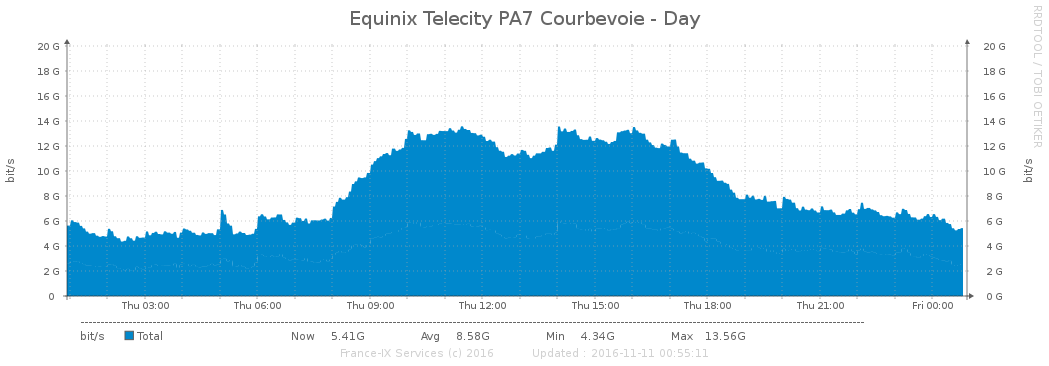 Equinix Telecity PA7 Courbevoie - Day
RRDTOOL / TOBI OETIKER
bit/s
bit/s
20 G 20 G
18 G 18 G
16 G 16 G
14 G 14 G
12 G 12 G
10 G 10 G
8 G 8 G
6 G 6 G
4 G 4 G
2 G 2 G
0 0 G
Thu 03:00 Thu 06:00 Thu 09:00 Thu 12:00 Thu 15:00 Thu 18:00 Thu 21:00 Fri 00:00
bit/s Total Now 5.41G Avg 8.58G Min 4.34G Max 13.56G
France-IX Services (c) 2016 Updated : 2016-11-11 00:55:11